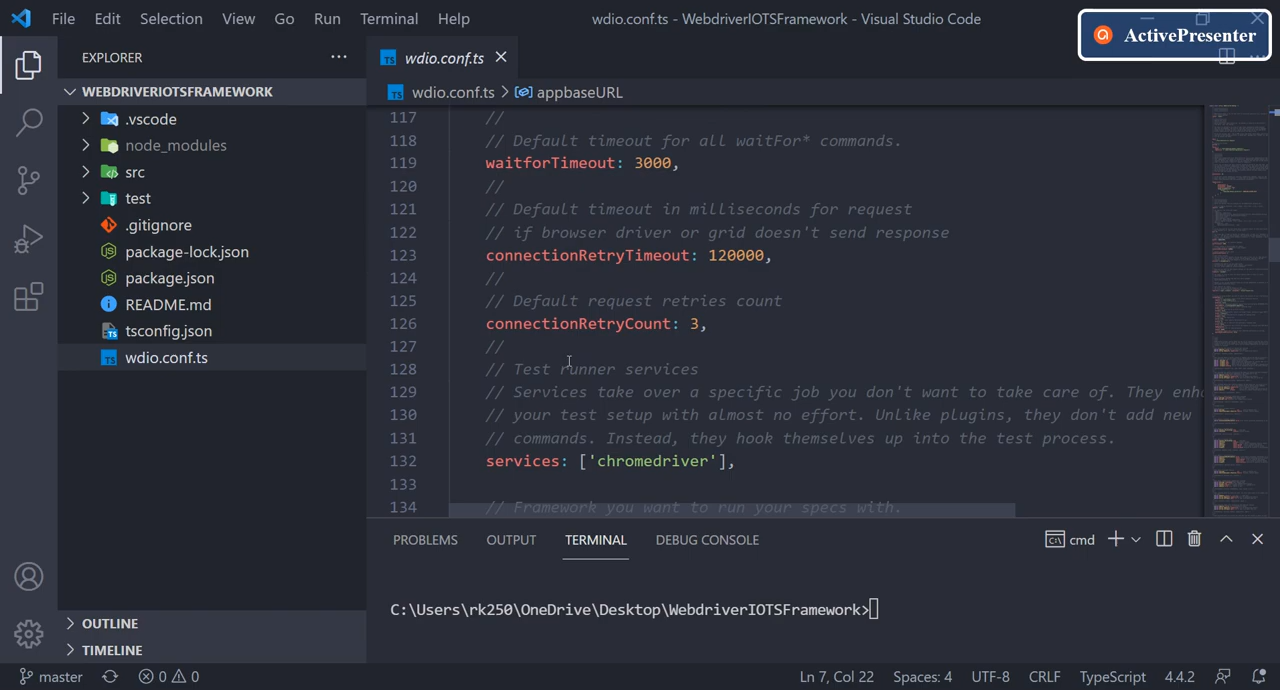 File Edit Selection View Go Run Terminal Help
wdio.conf.ts - WebdriverIOTSFramework - Visual Studio Code
ActivePresenter
EXPLORER
wdio.conf.ts
WEBDRIVERIOTSFRAMEWORK
wdio.conf.ts > appbaseURL
.vscode
node_modules
src
test
.gitignore
package-lock.json
package.json
README.md
tsconfig.json
wdio.conf.ts
OUTLINE
TIMELINE
117 //
118 // Default timeout for all waitFor* commands.
119 waitforTimeout: 3000,
120 //
121 // Default timeout in milliseconds for request
122 // if browser driver or grid doesn't send response
123 connectionRetryTimeout: 120000,
124 //
125 // Default request retries count
126 connectionRetryCount: 3,
127 //
128 // Test runner services
129 // Services take over a specific job you don't want to take care of. They enh
130 // your test setup with almost no effort. Unlike plugins, they don't add new
131 // commands. Instead, they hook themselves up into the test process.
132 services: ['chromedriver'],
133
134 // Framework you want to run your specs with.
PROBLEMS OUTPUT TERMINAL DEBUG CONSOLE
cmd
C:\Users\rk250\OneDrive\Desktop\WebdriverIOTSFramework>
master 0 0 Ln 7, Col 22 Spaces: 4 UTF-8 CRLF TypeScript 4.4.2